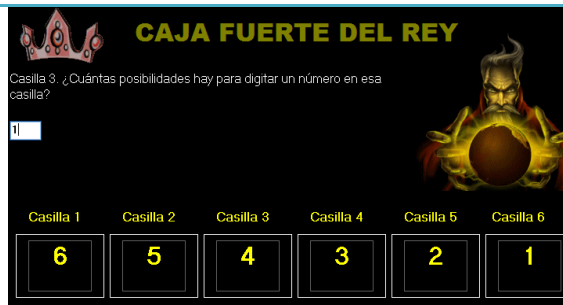 CAJA FUERTE DEL REY
Casilla 3. ¿Cuántas posibilidades hay para digitar un número en esa
casilla?
1
Casilla 1 Casilla 2 Casilla 3 Casilla 4 Casilla 5 Casilla 6
6 5 4 3 2 1